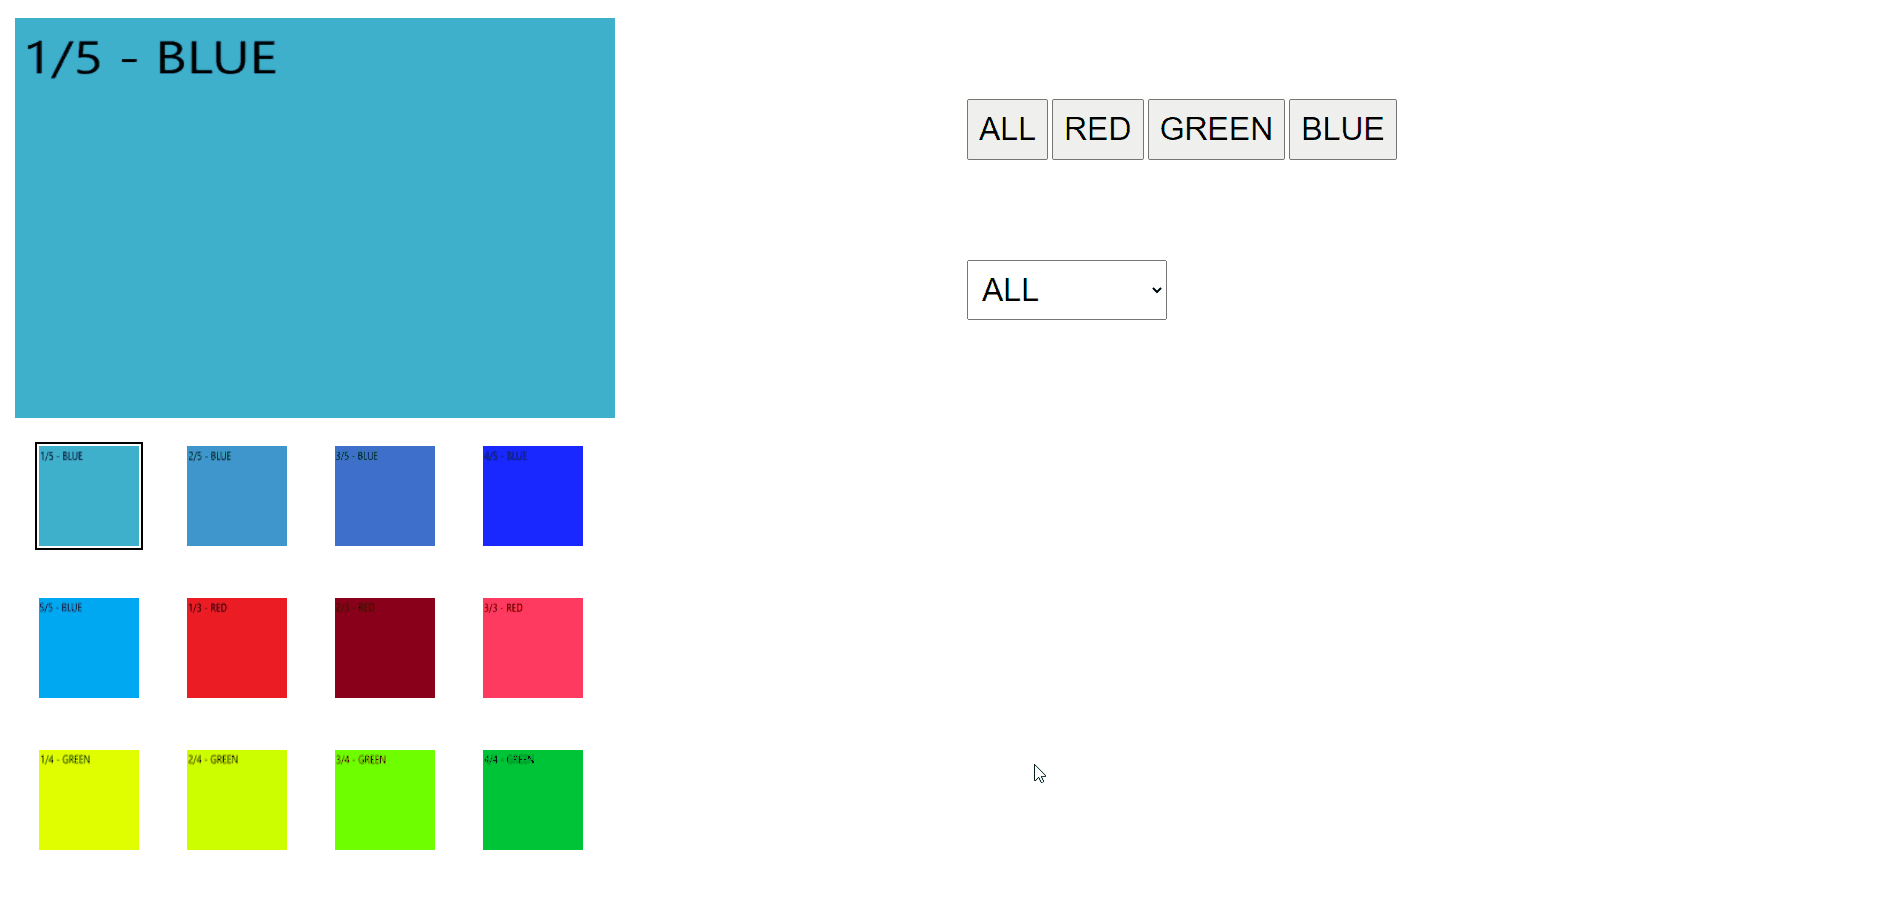 1/5 - BLUE
ALL RED GREEN BLUE
ALL
1/5 - BLUE 2/5 - BLUE 3/5 - BLUE 4/5 - BLUE
5/5 - BLUE 1/3 - RED 2/3 - RED 3/3 - RED
1/4 - GREEN 2/4 - GREEN 3/4 - GREEN 4/4 - GREEN